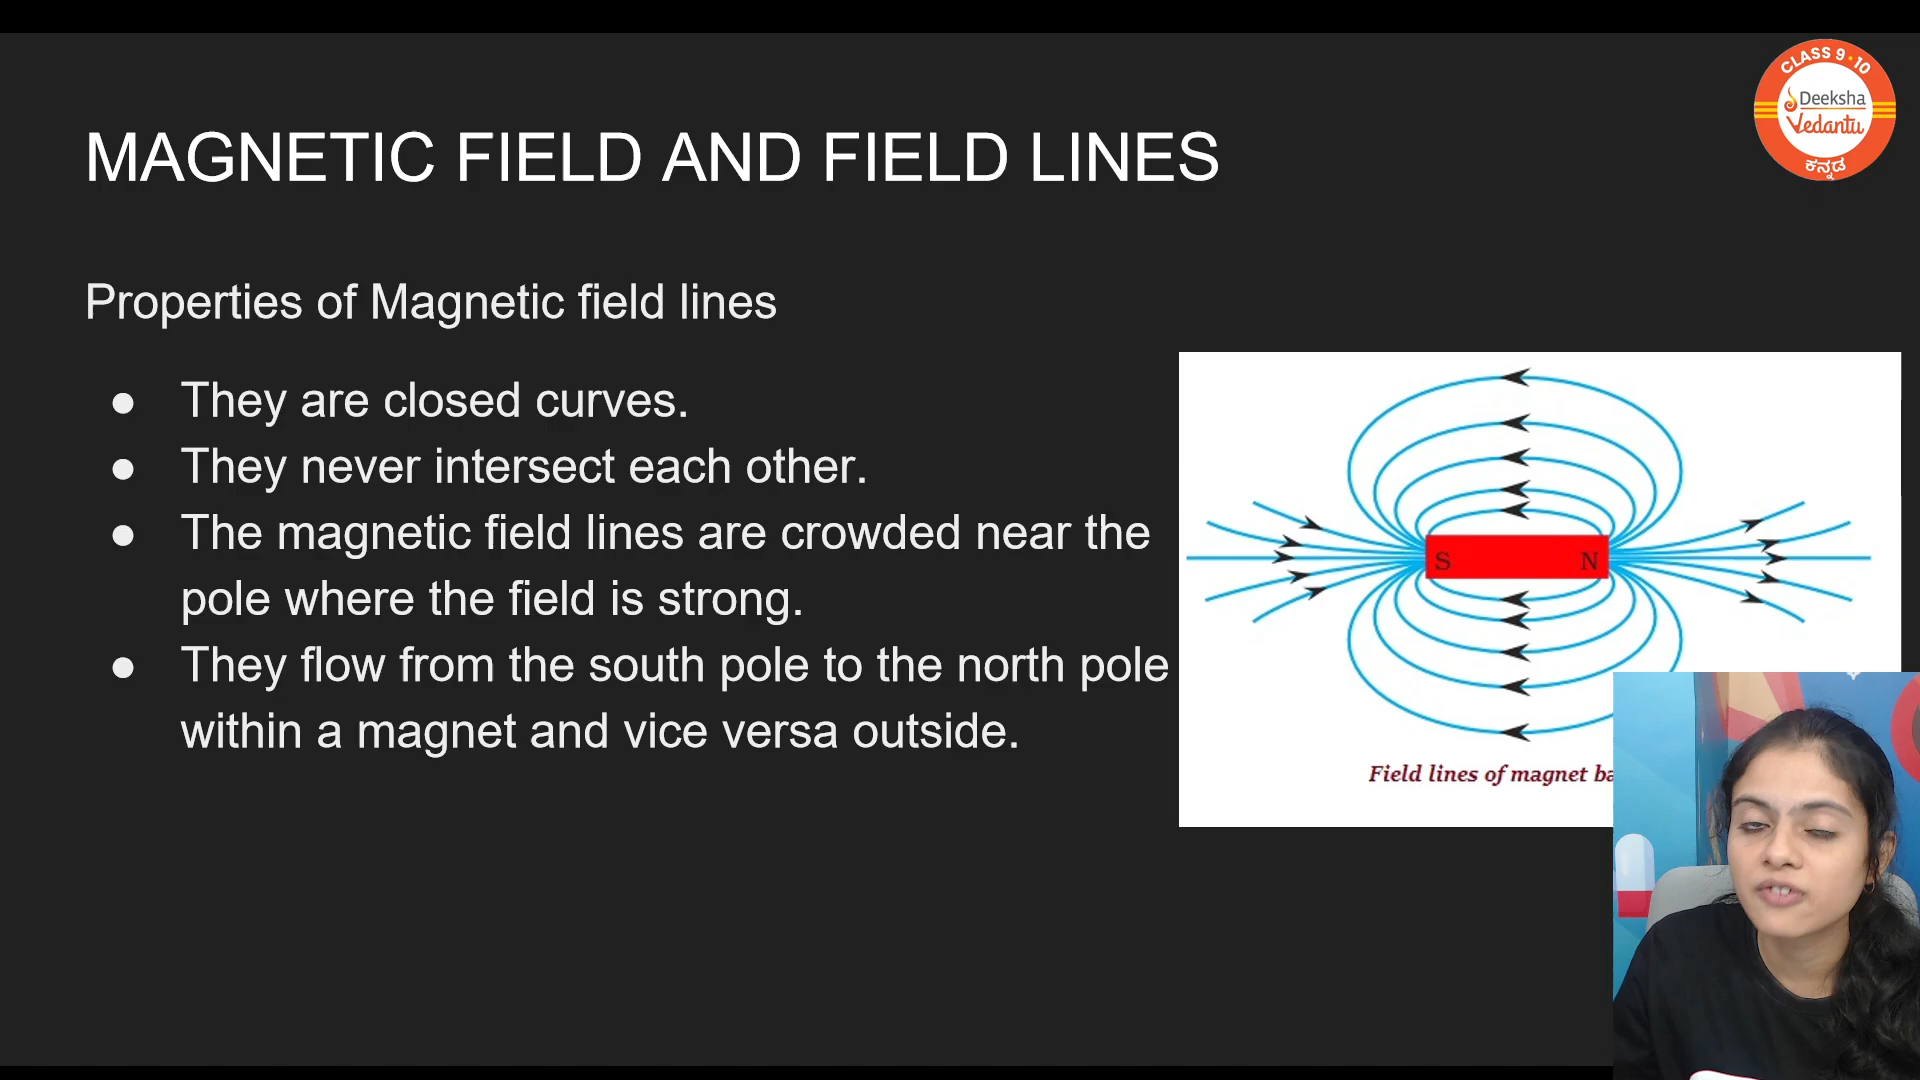 CLASS 9•10
Deeksha
Vedantu
ಕನ್ನಡ
MAGNETIC FIELD AND FIELD LINES
Properties of Magnetic field lines
● They are closed curves.
● They never intersect each other.
● The magnetic field lines are crowded near the
pole where the field is strong.
● They flow from the south pole to the north pole
within a magnet and vice versa outside.
S N
Field lines of magnet ba